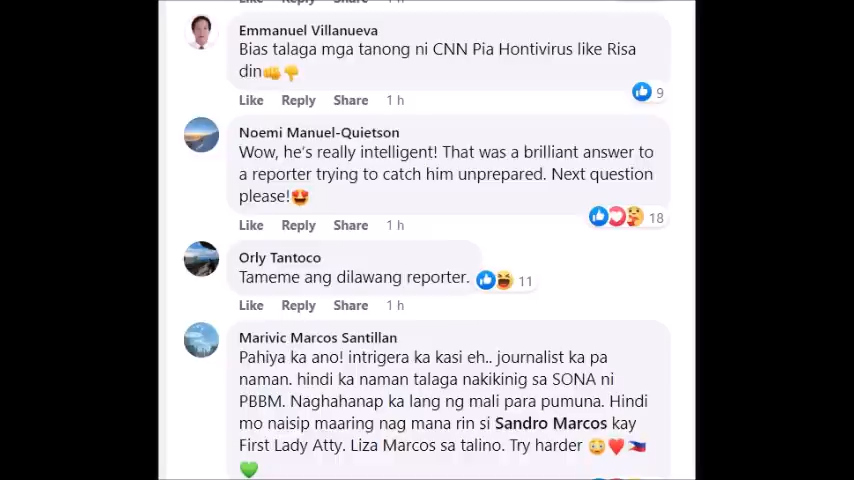 Like Reply Share
Emmanuel Villanueva
Bias talaga mga tanong ni CNN Pia Hontivirus like Risa
din👊👎
Like Reply Share 1 h
9
Noemi Manuel-Quietson
Wow, he's really intelligent! That was a brilliant answer to
a reporter trying to catch him unprepared. Next question
please!😍
Like Reply Share 1 h
18
Orly Tantoco
Tameme ang dilawang reporter.
11
Like Reply Share 1 h
Marivic Marcos Santillan
Pahiya ka ano! intrigera ka kasi eh.. journalist ka pa
naman. hindi ka naman talaga nakikinig sa SONA ni
PBBM. Naghahanap ka lang ng mali para pumuna. Hindi
mo naisip maaring nag mana rin si Sandro Marcos kay
First Lady Atty. Liza Marcos sa talino. Try harder 😳❤️🇵🇭
💚